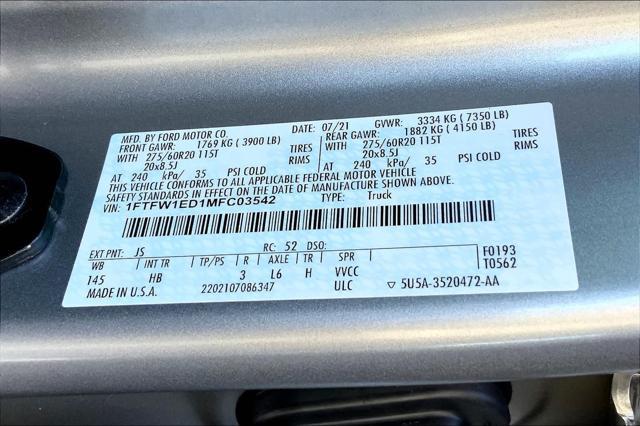 MFD. BY FORD MOTOR CO. DATE: 07/21 GVWR: 3334 KG ( 7350 LB)
FRONT GAWR: 1769 KG ( 3900 LB) REAR GAWR: 1882 KG ( 4150 LB)
WITH 275/60R20 115T TIRES WITH 275/60R20 115T TIRES
20x8.5J RIMS 20x8.5J RIMS
AT 240 kPa/ 35 PSI COLD AT 240 kPa/ 35 PSI COLD
THIS VEHICLE CONFORMS TO ALL APPLICABLE FEDERAL MOTOR VEHICLE
SAFETY STANDARDS IN EFFECT ON THE DATE OF MANUFACTURE SHOWN ABOVE.
VIN: 1FTFW1ED1MFC03542 TYPE: Truck
EXT PNT: JS RC: 52 DSO: F0193
WB INT TR TP/PS R AXLE TR SPR T0562
145 HB 3 L6 H VVCC
MADE IN U.S.A. 2202107086347 ULC ▽ 5U5A-3520472-AA